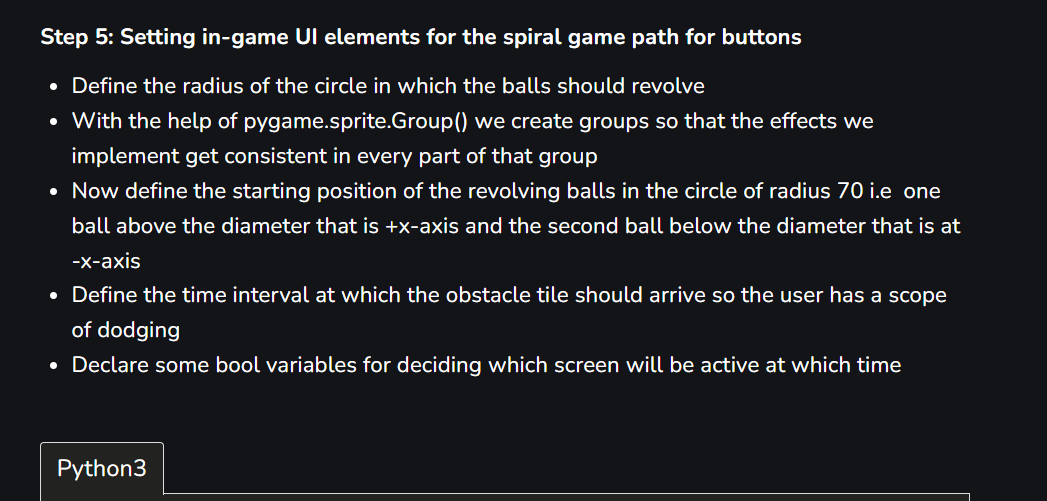 Step 5: Setting in-game UI elements for the spiral game path for buttons
• Define the radius of the circle in which the balls should revolve
• With the help of pygame.sprite.Group() we create groups so that the effects we
implement get consistent in every part of that group
• Now define the starting position of the revolving balls in the circle of radius 70 i.e  one
ball above the diameter that is +x-axis and the second ball below the diameter that is at
-x-axis
• Define the time interval at which the obstacle tile should arrive so the user has a scope
of dodging
• Declare some bool variables for deciding which screen will be active at which time
Python3